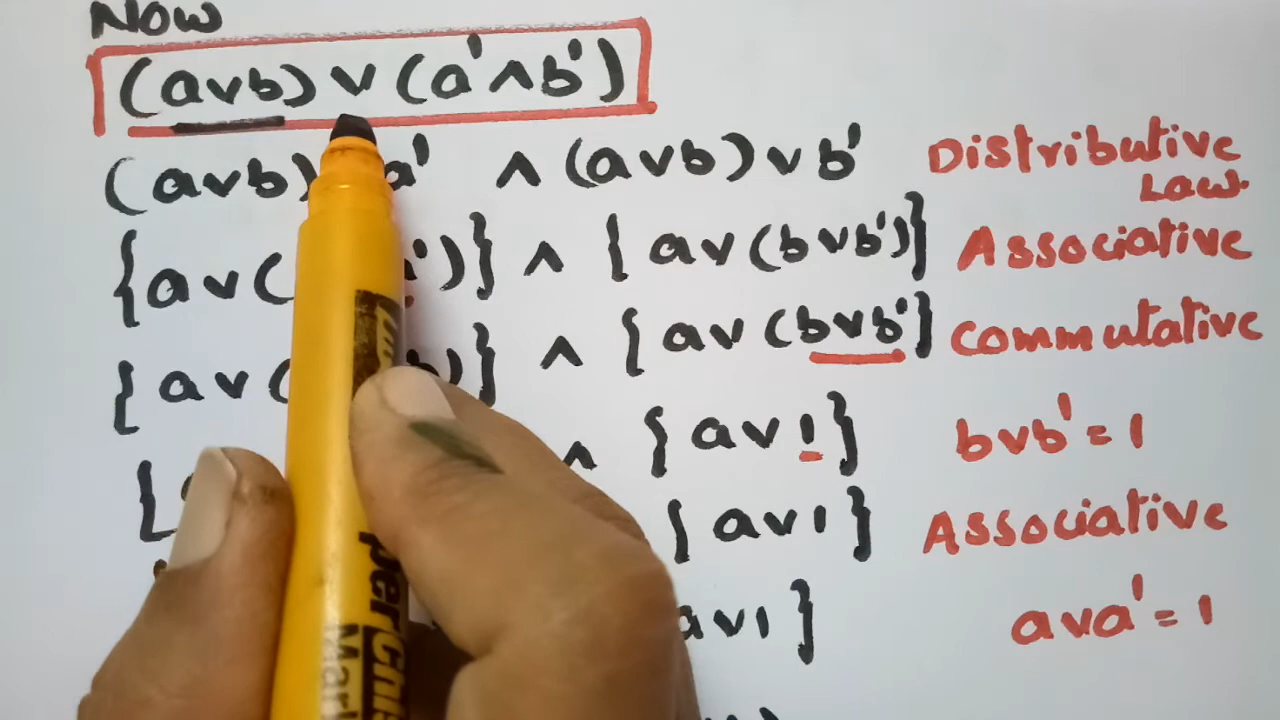 Now
(a∨b) ∨ (a'∧b')
(a∨b) a' ∧ (a∨b) ∨ b' Distributive Law.
{a∨( ')} ∧ {a∨(b∨b')} Associative
{a∨( )} ∧ {a∨(b∨b'} Commutative
∧ {a∨1} b∨b' = 1
[ {a∨1} Associative
a∨1} a∨a' = 1